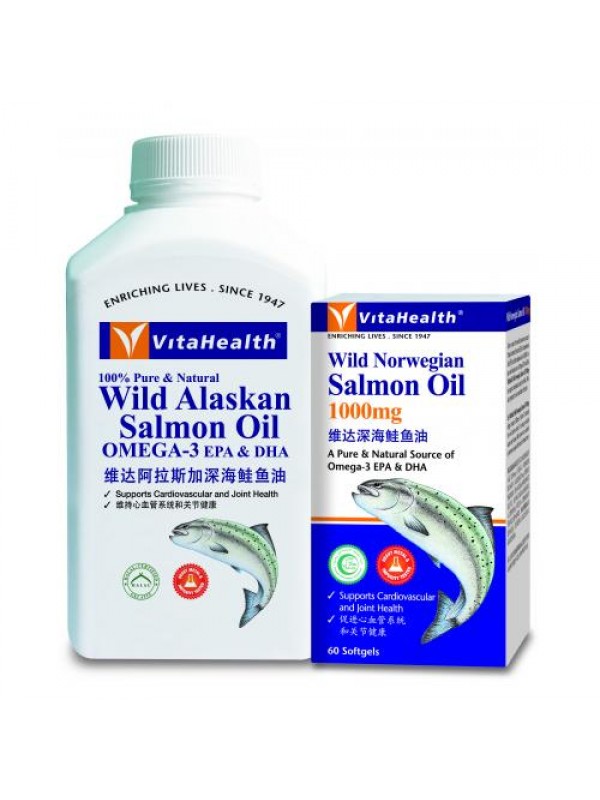 ENRICHING LIVES . SINCE 1947
VitaHealth®
100% Pure & Natural
Wild Alaskan
Salmon Oil
OMEGA-3 EPA & DHA
维达阿拉斯加深海鲑鱼油
✓ Supports Cardiovascular and Joint Health
✓ 维持心血管系统和关节健康
HALAL
VitaHealth®
ENRICHING LIVES . SINCE 1947
Wild Norwegian
Salmon Oil
1000mg
维达深海鲑鱼油
A Pure & Natural Source of
Omega-3 EPA & DHA
✓ Supports Cardiovascular
and Joint Health
✓ 促进心血管系统
和关节健康
60 Softgels